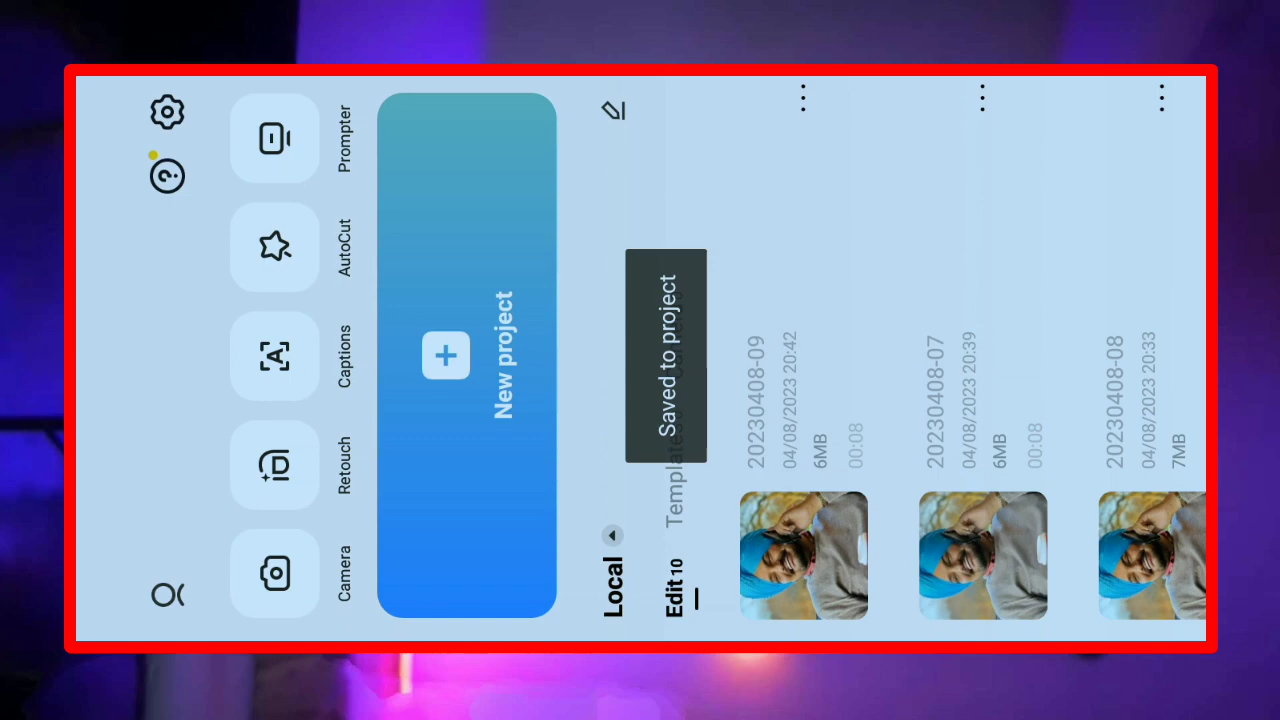 Camera
Retouch
Captions
AutoCut
Prompter
New project
Local
Edit 10
Templates
Saved to project
20230408-09
04/08/2023 20:42
6MB
00:08
20230408-07
04/08/2023 20:39
6MB
00:08
20230408-08
04/08/2023 20:33
7MB